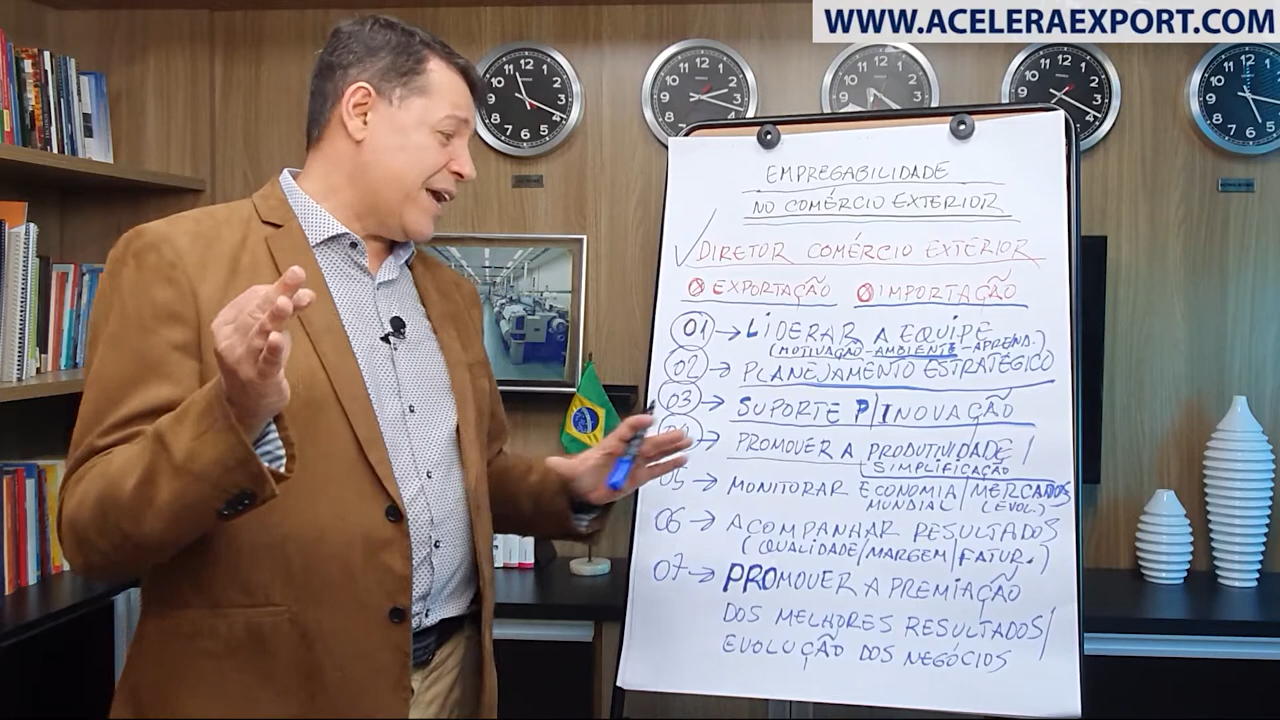 WWW.ACELERAEXPORT.COM
EMPREGABILIDADE
NO COMÉRCIO EXTERIOR
✓ DIRETOR COMÉRCIO EXTERIOR
ⓧ EXPORTAÇÃO ⓧ IMPORTAÇÃO
01 → LIDERAR A EQUIPE
(MOTIVAÇÃO-AMBIENTE-APREND.)
02 → PLANEJAMENTO ESTRATÉGICO
03 → SUPORTE P/INOVAÇÃO
04 → PROMOVER A PRODUTIVIDADE/
(SIMPLIFICAÇÃO
05 → MONITORAR ECONOMIA/MERCADOS
MUNDIAL (EVOL.)
06 → ACOMPANHAR RESULTADOS
(QUALIDADE/MARGEM/FATUR.)
07 → PROMOUER A PREMIAÇÃO
DOS MELHORES RESULTADOS/
EVOLUÇÃO DOS NEGÓCIOS